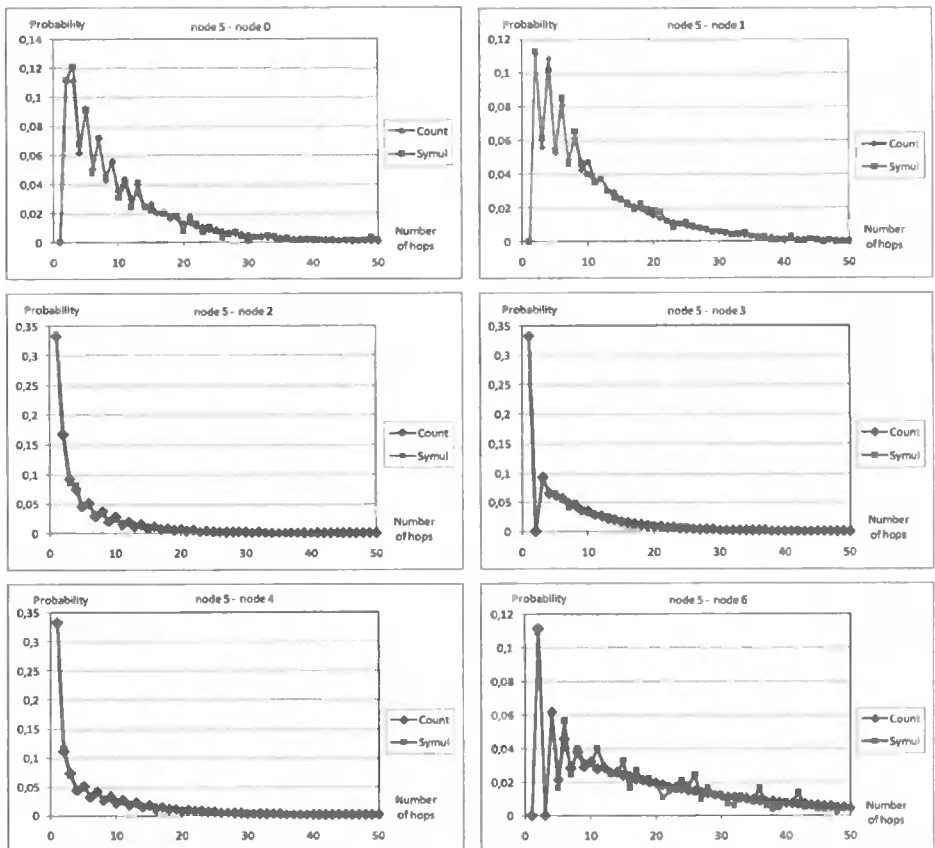 Probability
node 5 - node 0
0,14
0,12
0,1
0,08
0,06
0,04
0,02
0
0
10
20
30
40
50
Number
of hops
Count
Symul
Probability
node 5 - node 1
0,12
0,1
0,08
0,06
0,04
0,02
0
0
10
20
30
40
50
Number
of hops
Count
Symul
Probability
node 5 - node 2
0,35
0,3
0,25
0,2
0,15
0,1
0,05
0
0
10
20
30
40
50
Number
of hops
Count
Symul
Probability
node 5 - node 3
0,35
0,3
0,25
0,2
0,15
0,1
0,05
0
0
10
20
30
40
50
Number
of hops
Count
Symul
Probability
node 5 - node 4
0,35
0,3
0,25
0,2
0,15
0,1
0,05
0
0
10
20
30
40
50
Number
of hops
Count
Symul
Probability
node 5 - node 6
0,12
0,1
0,08
0,06
0,04
0,02
0
0
10
20
30
40
50
Number
of hops
Count
Symul